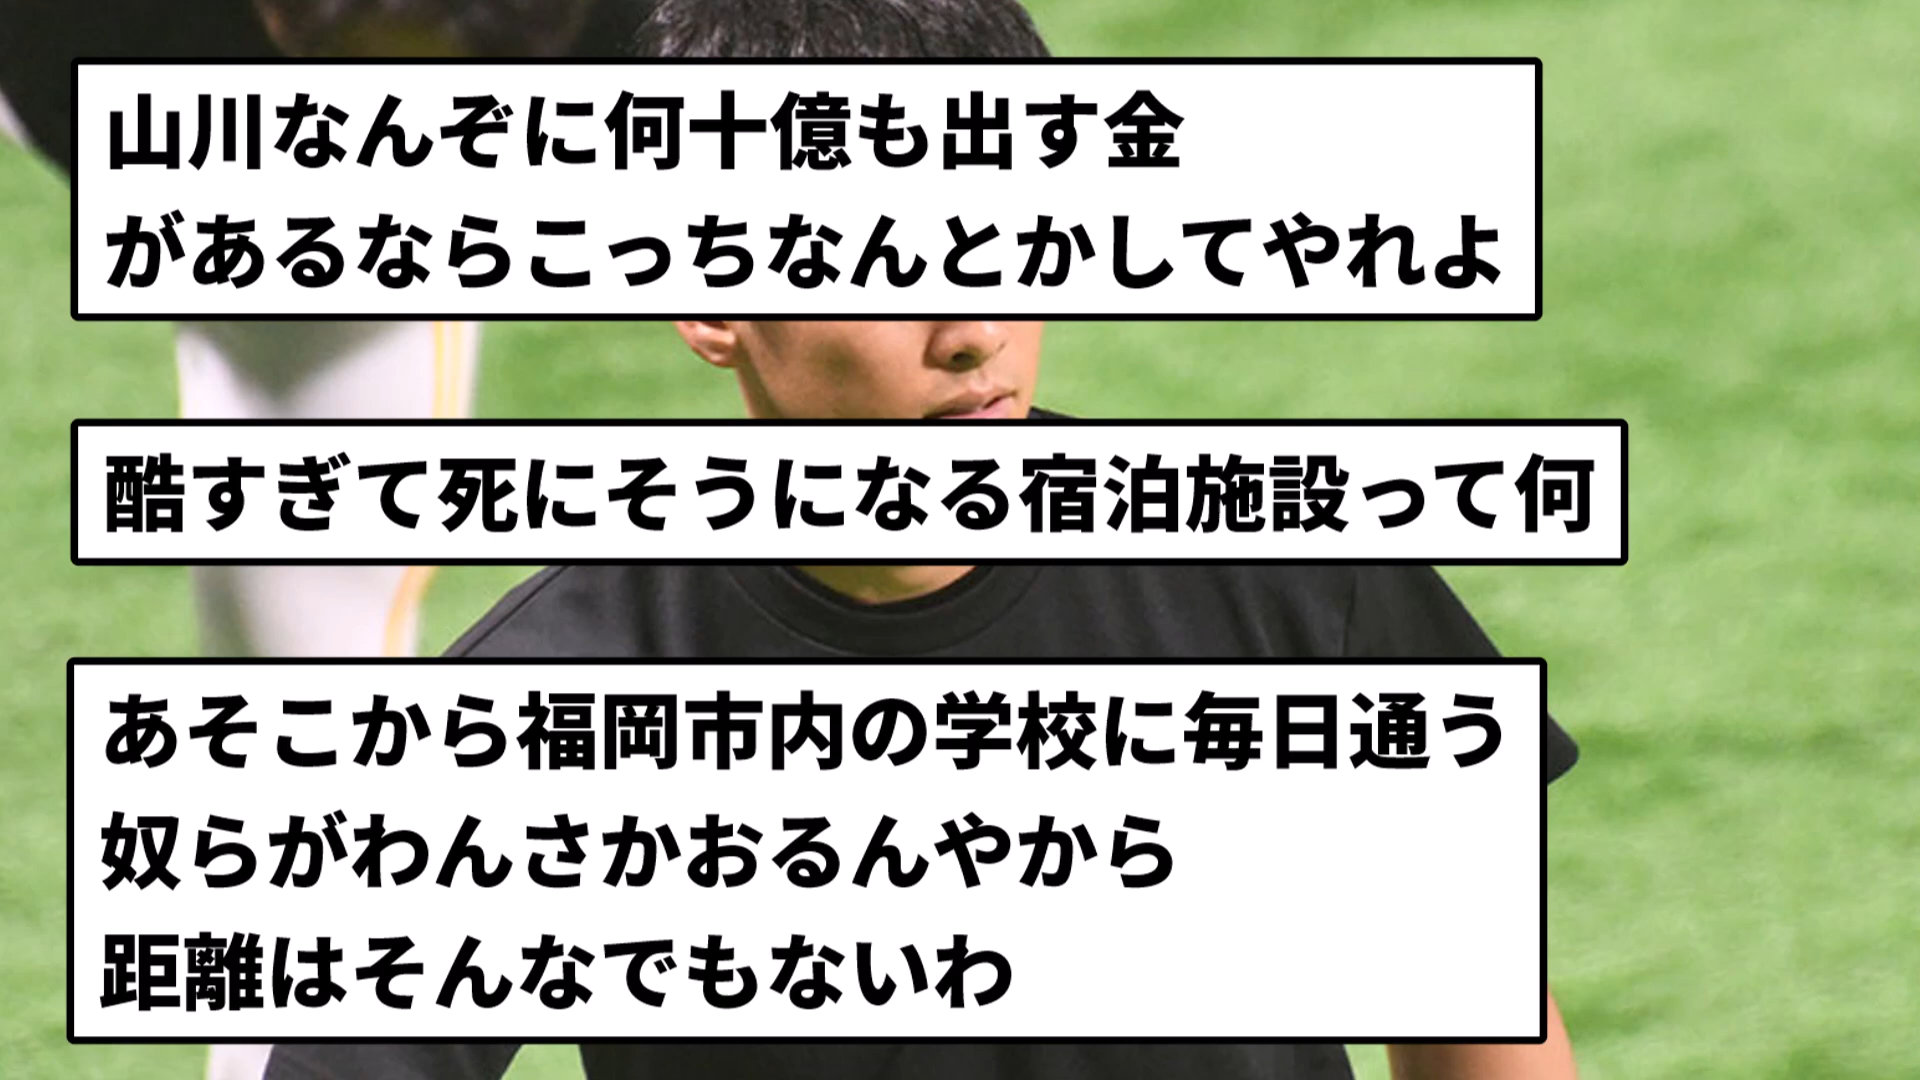 山川なんぞに何十億も出す金
があるならこっちなんとかしてやれよ
酷すぎて死にそうになる宿泊施設って何
あそこから福岡市内の学校に毎日通う
奴らがわんさかおるんやから
距離はそんなでもないわ